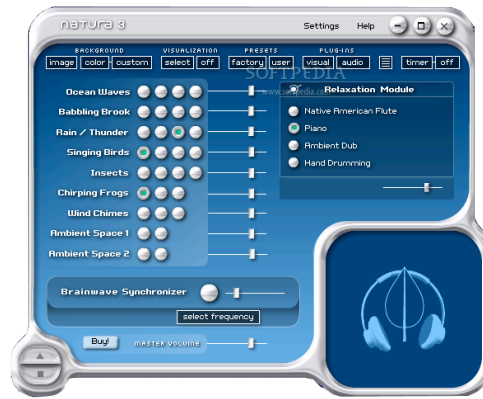 natura 3
Settings Help
BACKGROUND VISUALIZATION PRESETS PLUG-INS
image color custom select off factory user visual audio timer off
SOFTPEDIA
www.softpedia.com
Relaxation Module
Ocean Waves
Babbling Brook
Rain / Thunder
Singing Birds
Insects
Chirping Frogs
Wind Chimes
Ambient Space 1
Ambient Space 2
Native American Flute
Piano
Ambient Dub
Hand Drumming
Brainwave Synchronizer
select frequency
Buy!
MASTER VOLUME